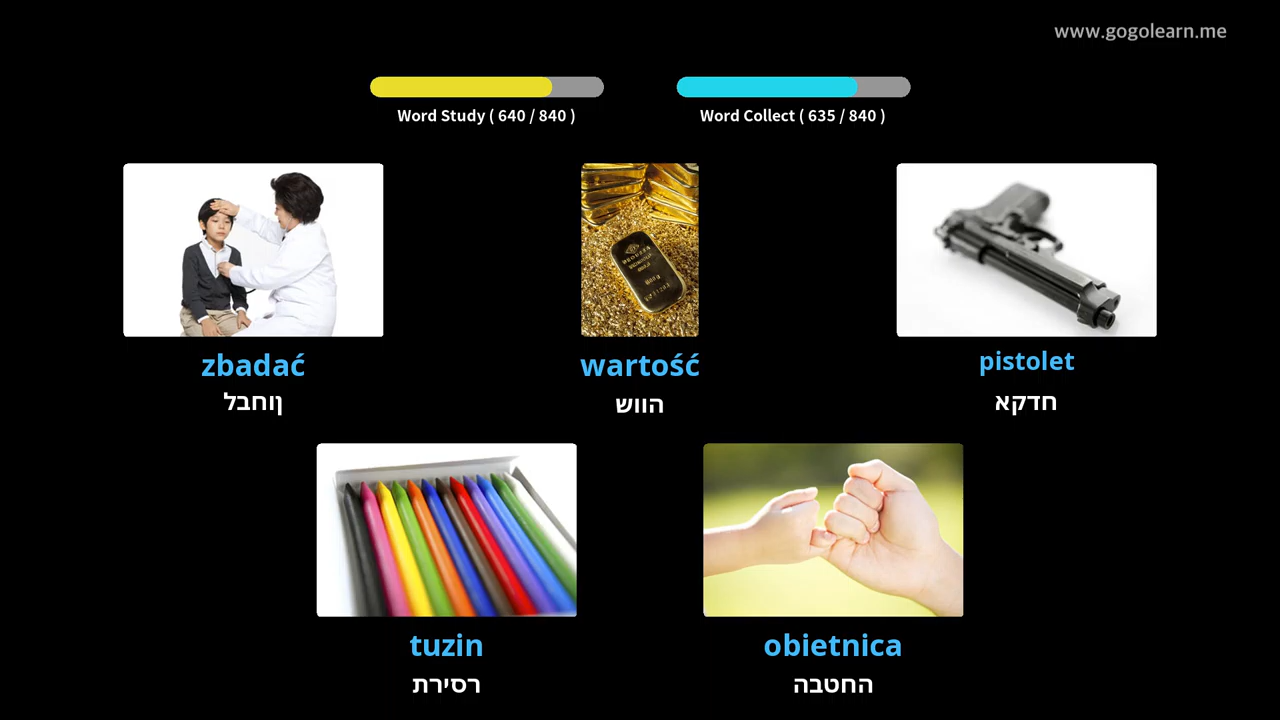 www.gogolearn.me
Word Study ( 640 / 840 )
Word Collect ( 635 / 840 )
zbadać
ןוחבל
wartość
הווש
pistolet
חדקא
tuzin
רסירת
obietnica
החטבה